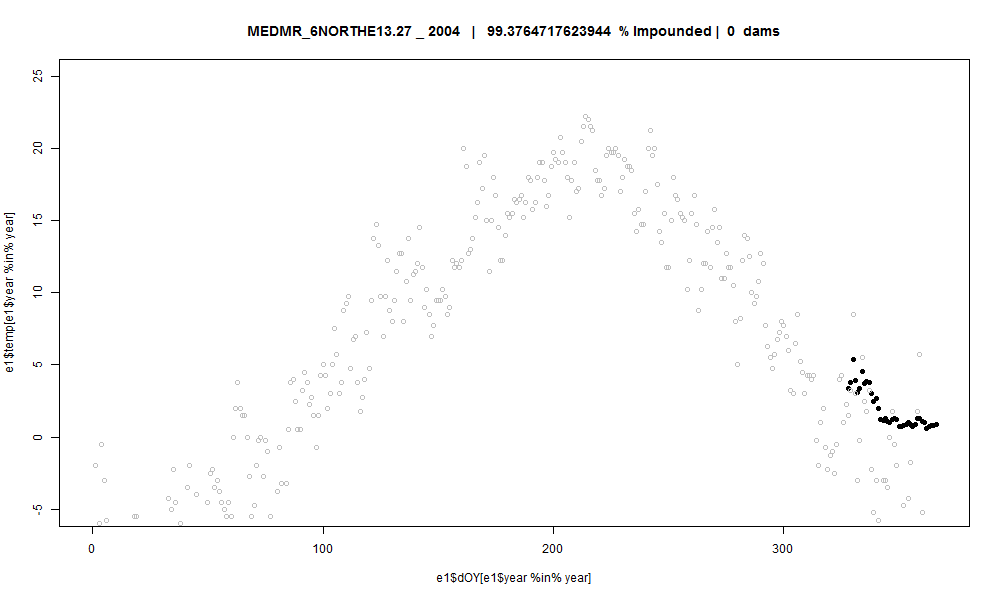 MEDMR_6NORTHE13.27 _ 2004 | 99.3764717623944 % Impounded | 0 dams
e1$temp[e1$year %in% year]
25
20
15
10
5
0
-5
0 100 200 300
e1$dOY[e1$year %in% year]